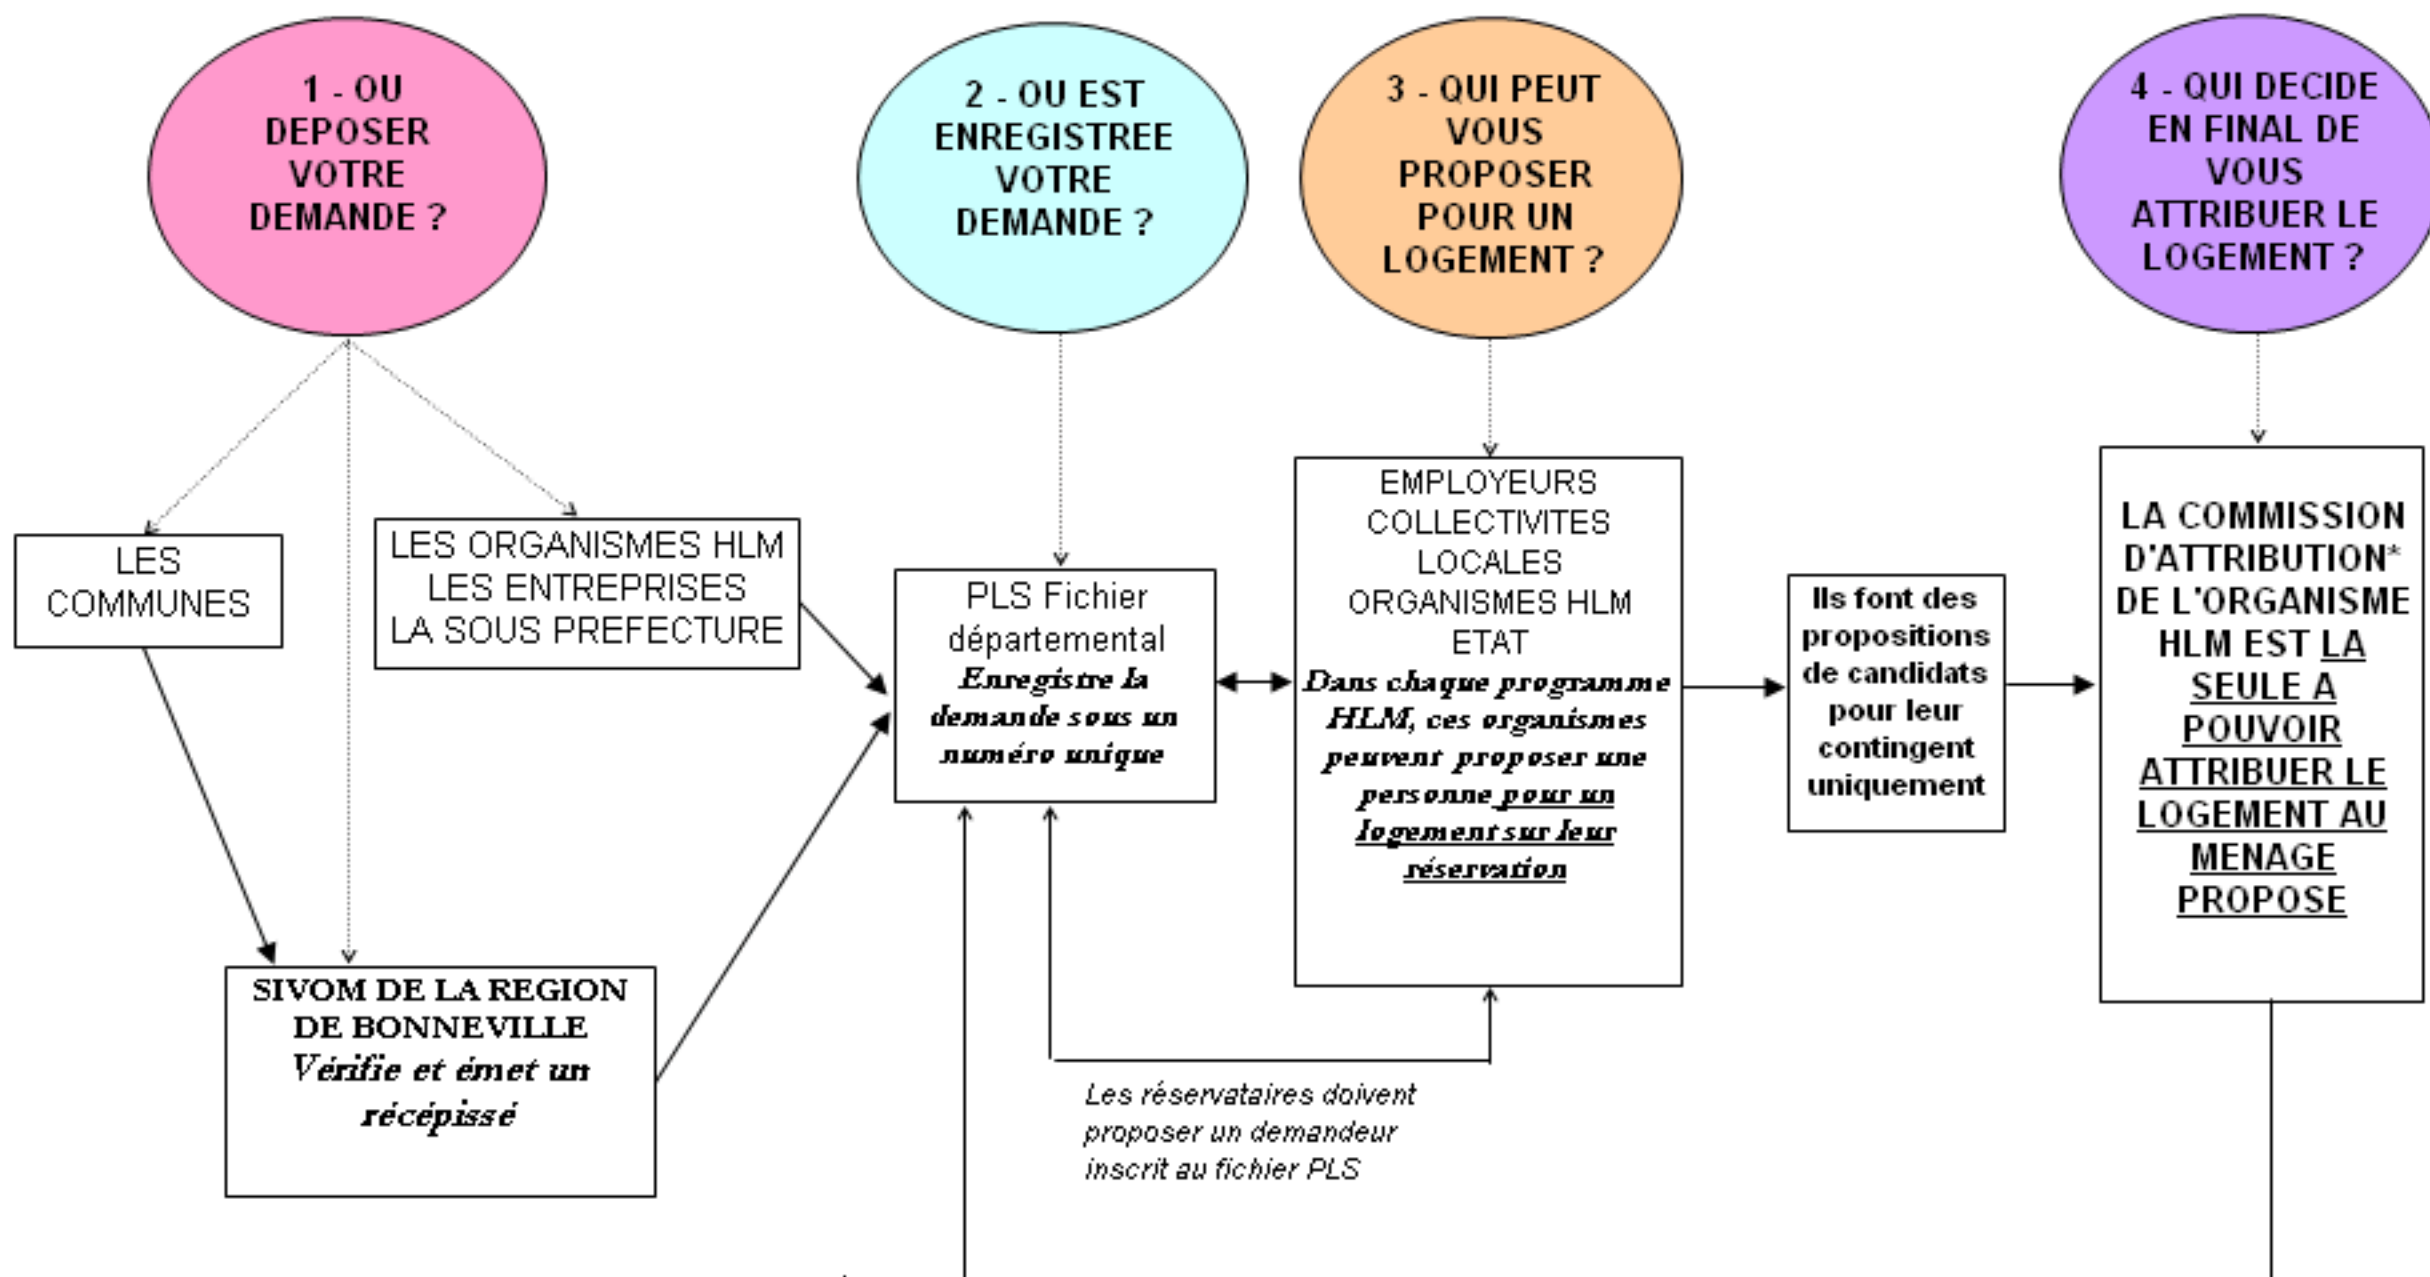 1 - OU
DEPOSER
VOTRE
DEMANDE ?
2 - OU EST
ENREGISTREE
VOTRE
DEMANDE ?
3 - QUI PEUT
VOUS
PROPOSER
POUR UN
LOGEMENT ?
4 - QUI DECIDE
EN FINAL DE
VOUS
ATTRIBUER LE
LOGEMENT ?
LES
COMMUNES
LES ORGANISMES HLM
LES ENTREPRISES
LA SOUS PREFECTURE
SIVOM DE LA REGION
DE BONNEVILLE
Vérifie et émet un
récépissé
PLS Fichier
départemental
Enregistre la
demande sous un
numéro unique
EMPLOYEURS
COLLECTIVITES
LOCALES
ORGANISMES HLM
ETAT
Dans chaque programme
HLM, ces organismes
peuvent proposer une
personne pour un
logement sur leur
réservation
Les réservataires doivent
proposer un demandeur
inscrit au fichier PLS
Ils font des
propositions
de candidats
pour leur
contingent
uniquement
LA COMMISSION
D'ATTRIBUTION*
DE L'ORGANISME
HLM EST LA
SEULE A
POUVOIR
ATTRIBUER LE
LOGEMENT AU
MENAGE
PROPOSE